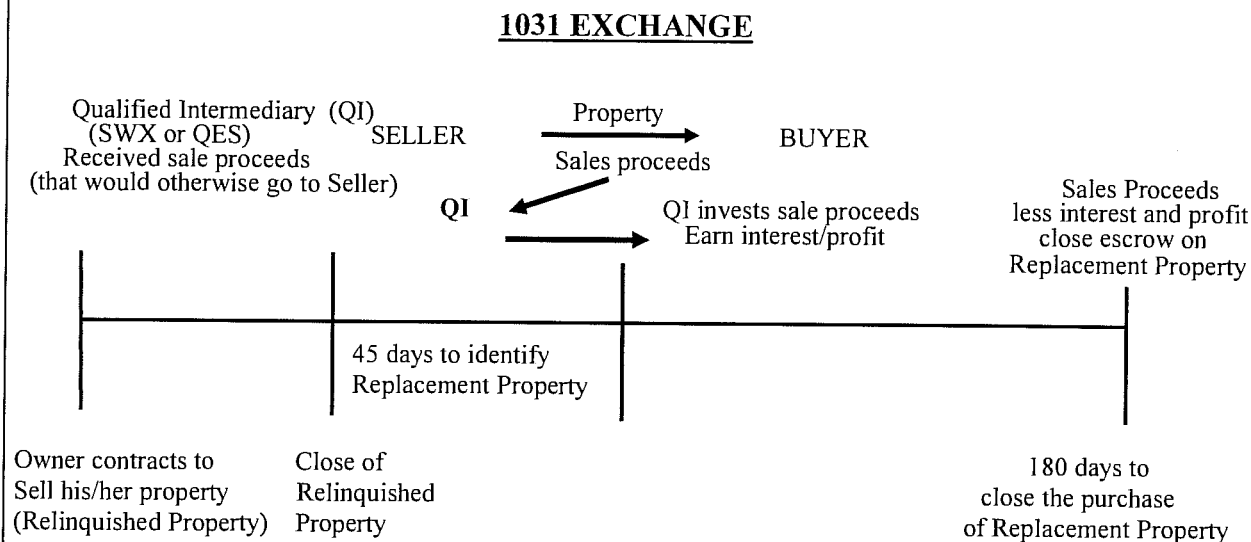 1031 EXCHANGE
Qualified Intermediary (QI)
(SWX or QES)
Received sale proceeds
(that would otherwise go to Seller)
SELLER
Property
BUYER
Sales proceeds
QI
QI invests sale proceeds
Earn interest/profit
Sales Proceeds
less interest and profit
close escrow on
Replacement Property
45 days to identify
Replacement Property
Owner contracts to
Sell his/her property
(Relinquished Property)
Close of
Relinquished
Property
180 days to
close the purchase
of Replacement Property